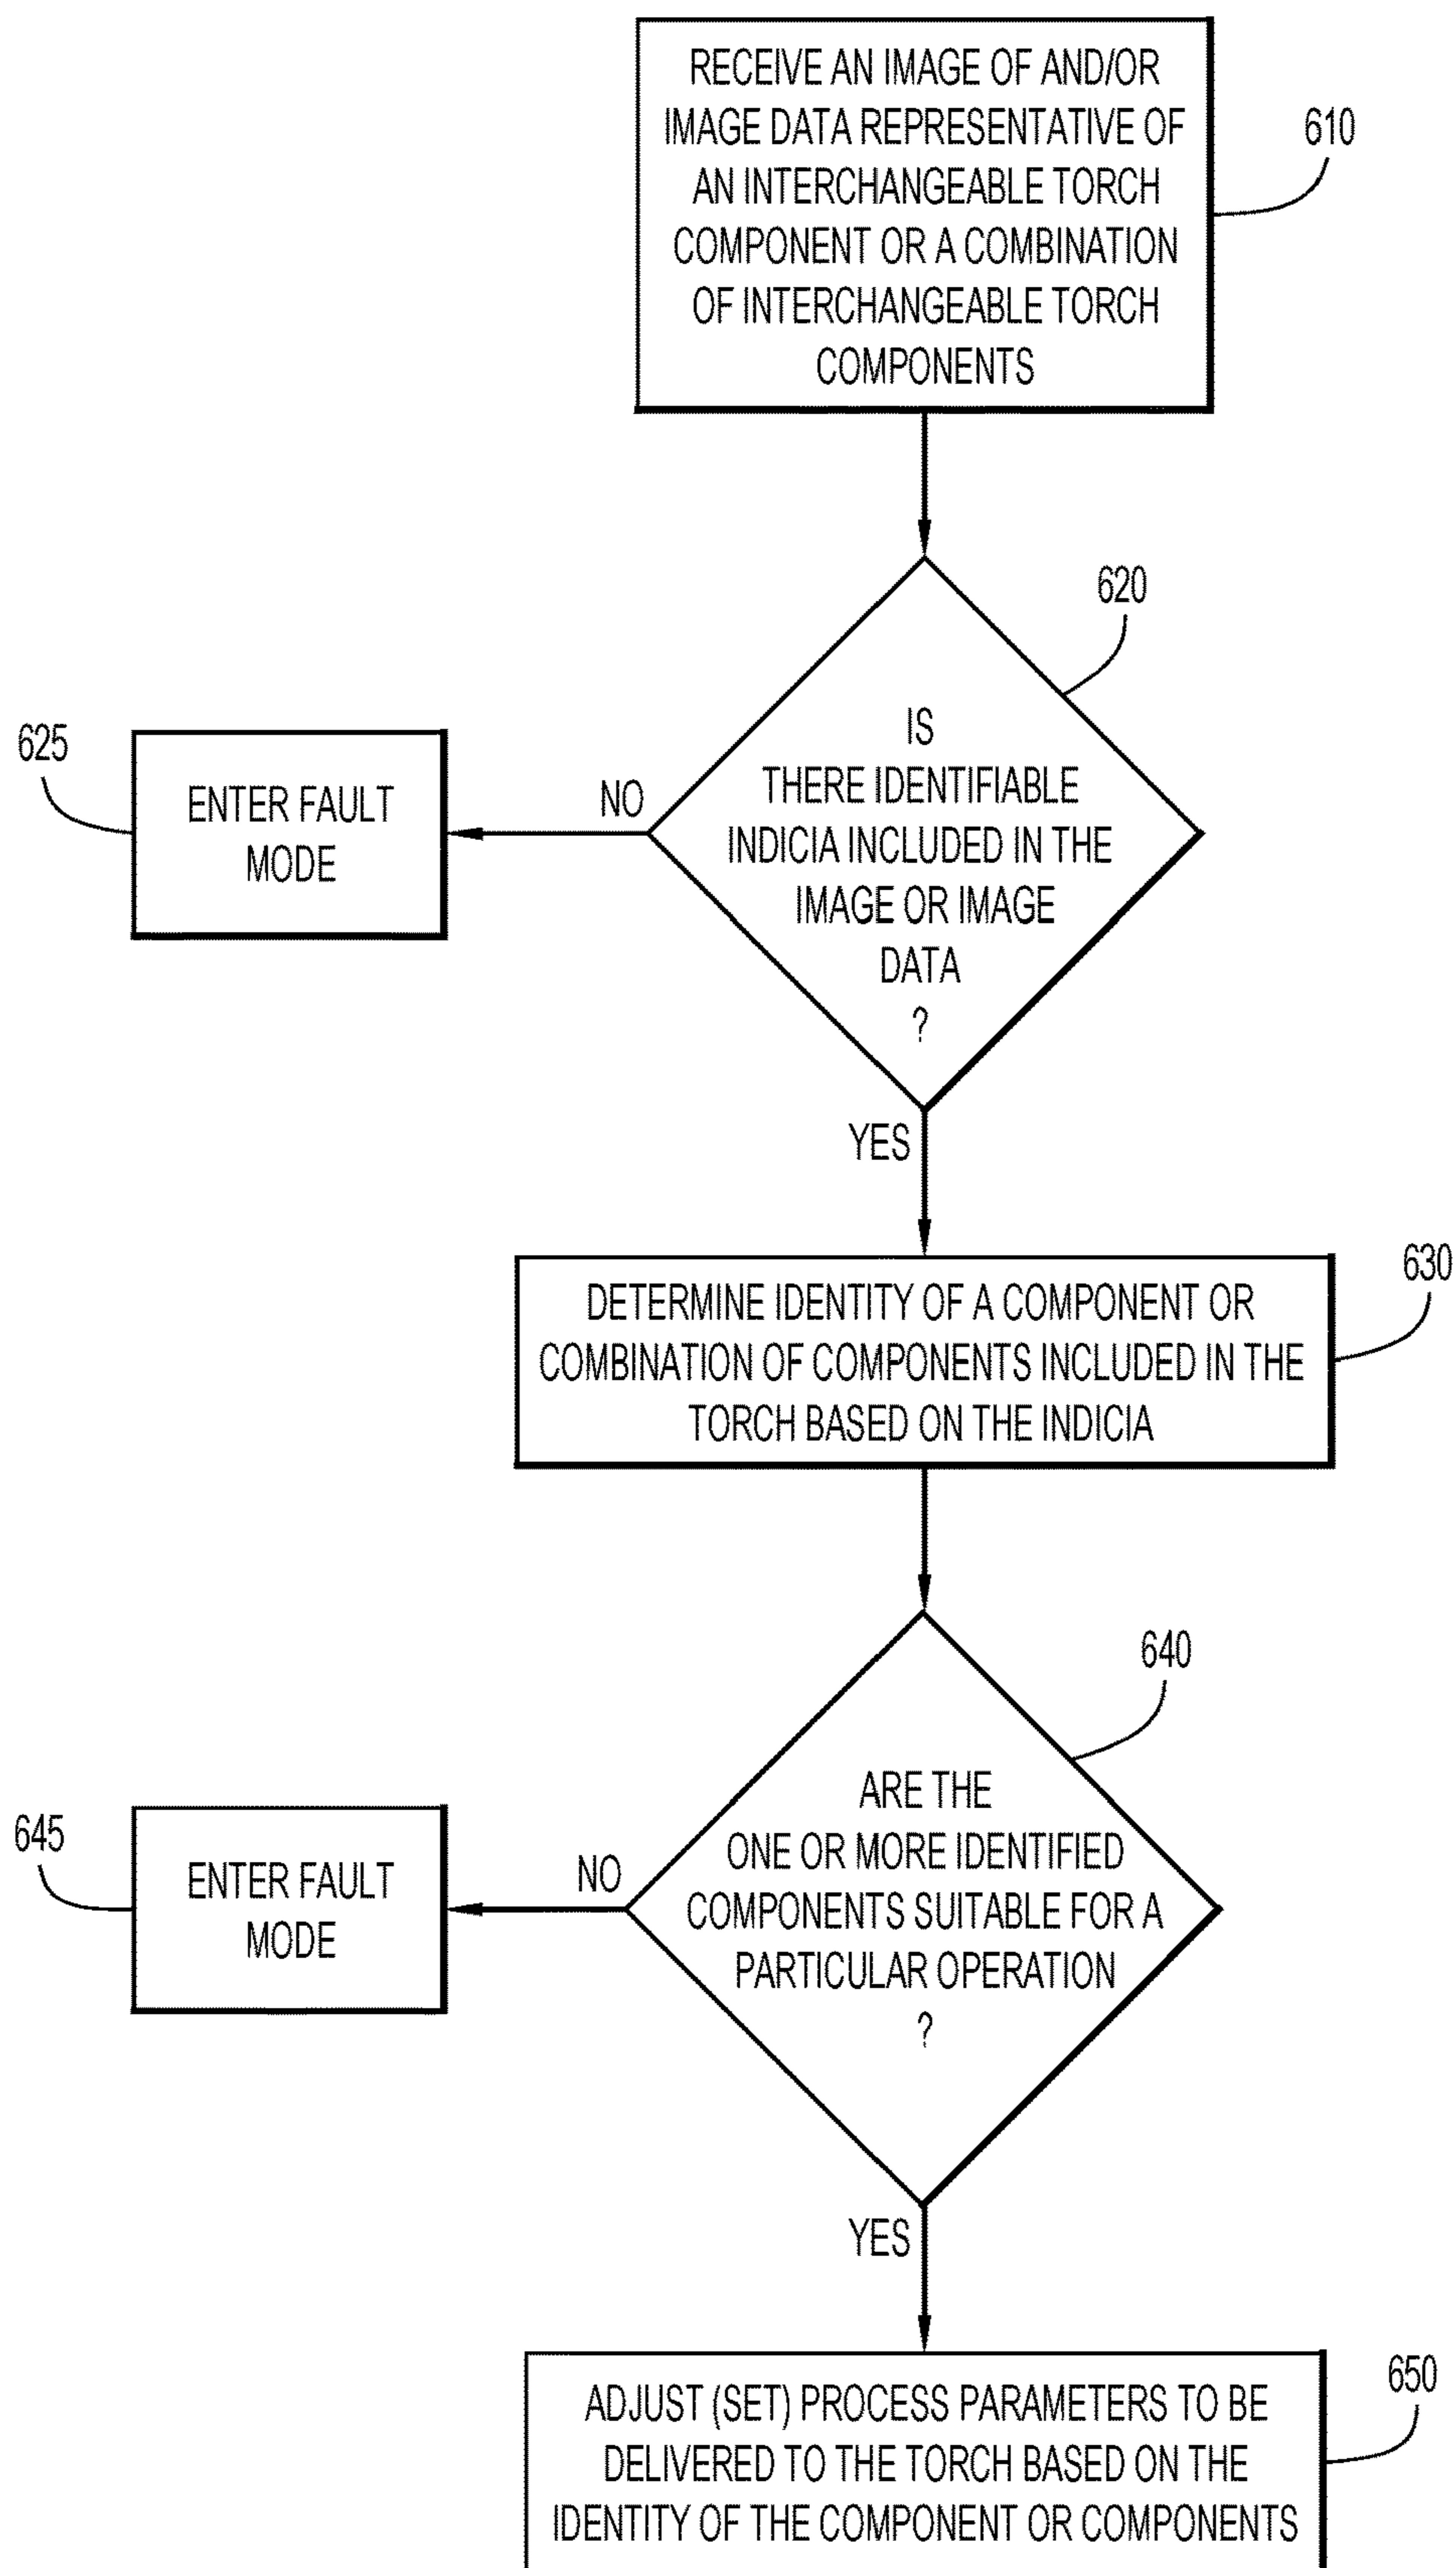 RECEIVE AN IMAGE OF AND/OR
IMAGE DATA REPRESENTATIVE OF
AN INTERCHANGEABLE TORCH
COMPONENT OR A COMBINATION
OF INTERCHANGEABLE TORCH
COMPONENTS
610
620
IS
THERE IDENTIFIABLE
INDICIA INCLUDED IN THE
IMAGE OR IMAGE
DATA
?
NO
625
ENTER FAULT
MODE
YES
630
DETERMINE IDENTITY OF A COMPONENT OR
COMBINATION OF COMPONENTS INCLUDED IN THE
TORCH BASED ON THE INDICIA
640
ARE THE
ONE OR MORE IDENTIFIED
COMPONENTS SUITABLE FOR A
PARTICULAR OPERATION
?
NO
645
ENTER FAULT
MODE
YES
650
ADJUST (SET) PROCESS PARAMETERS TO BE
DELIVERED TO THE TORCH BASED ON THE
IDENTITY OF THE COMPONENT OR COMPONENTS